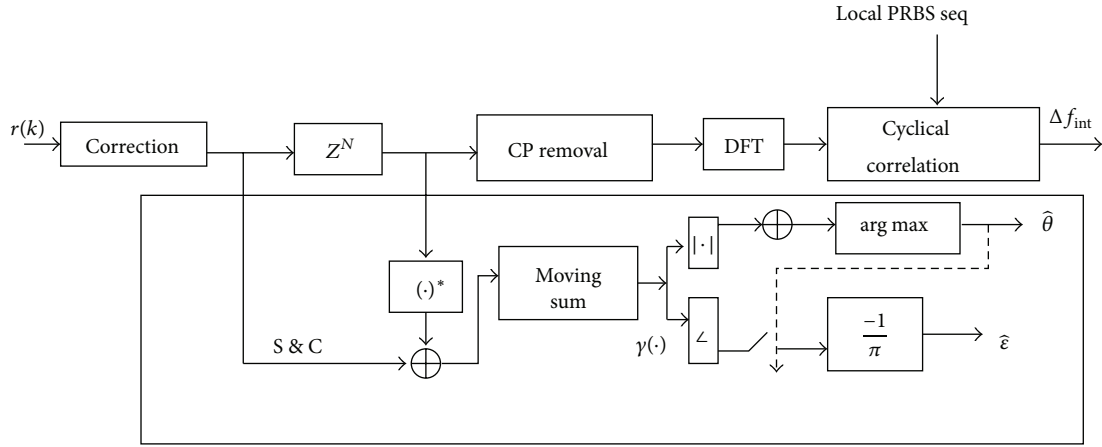 Local PRBS seq
r(k)
Correction
Z^N
CP removal
DFT
Cyclical
correlation
Δf_int
(·)*
Moving
sum
|·|
arg max
θ̂
S & C
γ(·)
∠
−1
π
ε̂